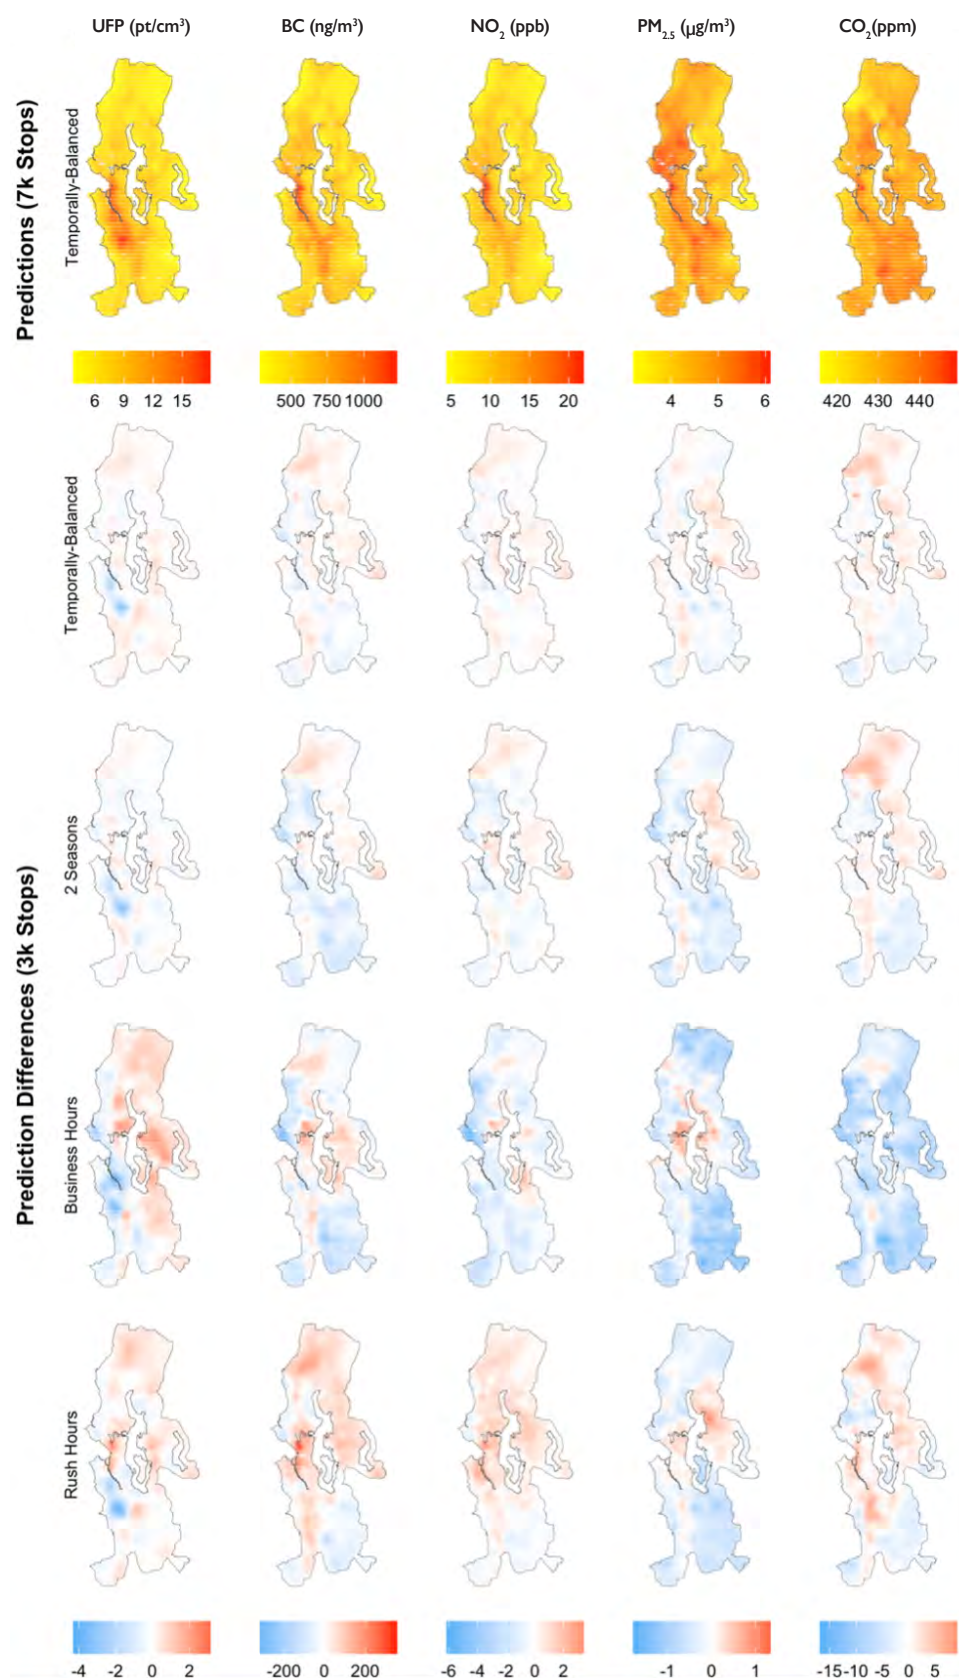 UFP (pt/cm³) BC (ng/m³) NO₂ (ppb) PM₂.₅ (µg/m³) CO₂(ppm)
Predictions (7k Stops)
Temporally-Balanced
6 9 12 15 500 750 1000 5 10 15 20 4 5 6 420 430 440
Prediction Differences (3k Stops)
Temporally-Balanced
2 Seasons
Business Hours
Rush Hours
-4 -2 0 2 -200 0 200 -6 -4 -2 0 2 -1 0 1 -15 -10 -5 0 5